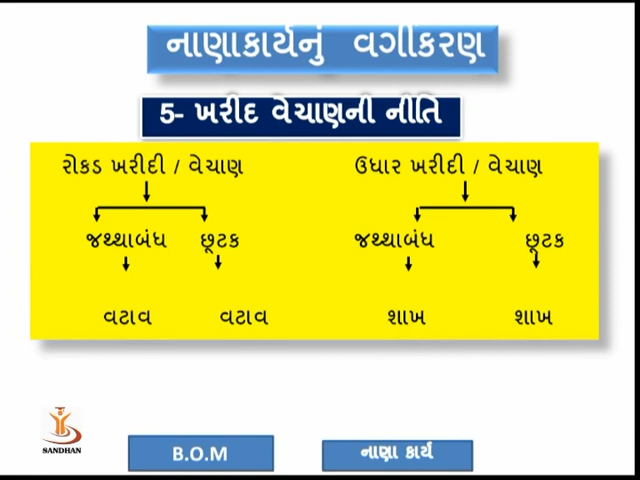 નાણાકાર્યનું વર્ગીકરણ
5- ખરીદ વેચાણની નીતિ
રોકડ ખરીદી / વેચાણ ઉધાર ખરીદી / વેચાણ
જથ્થાબંધ છૂટક જથ્થાબંધ છૂટક
વટાવ વટાવ શાખ શાખ
SANDHAN
B.O.M
નાણા કાર્ય